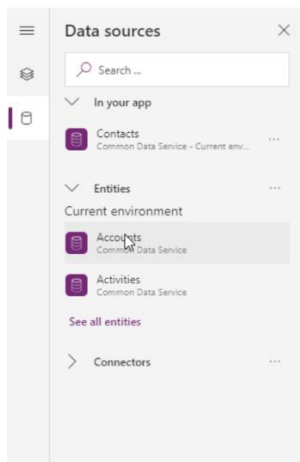 Data sources
Search ...
In your app
Contacts
Common Data Service - Current env...
Entities
Current environment
Accounts
Common Data Service
Activities
Common Data Service
See all entities
Connectors